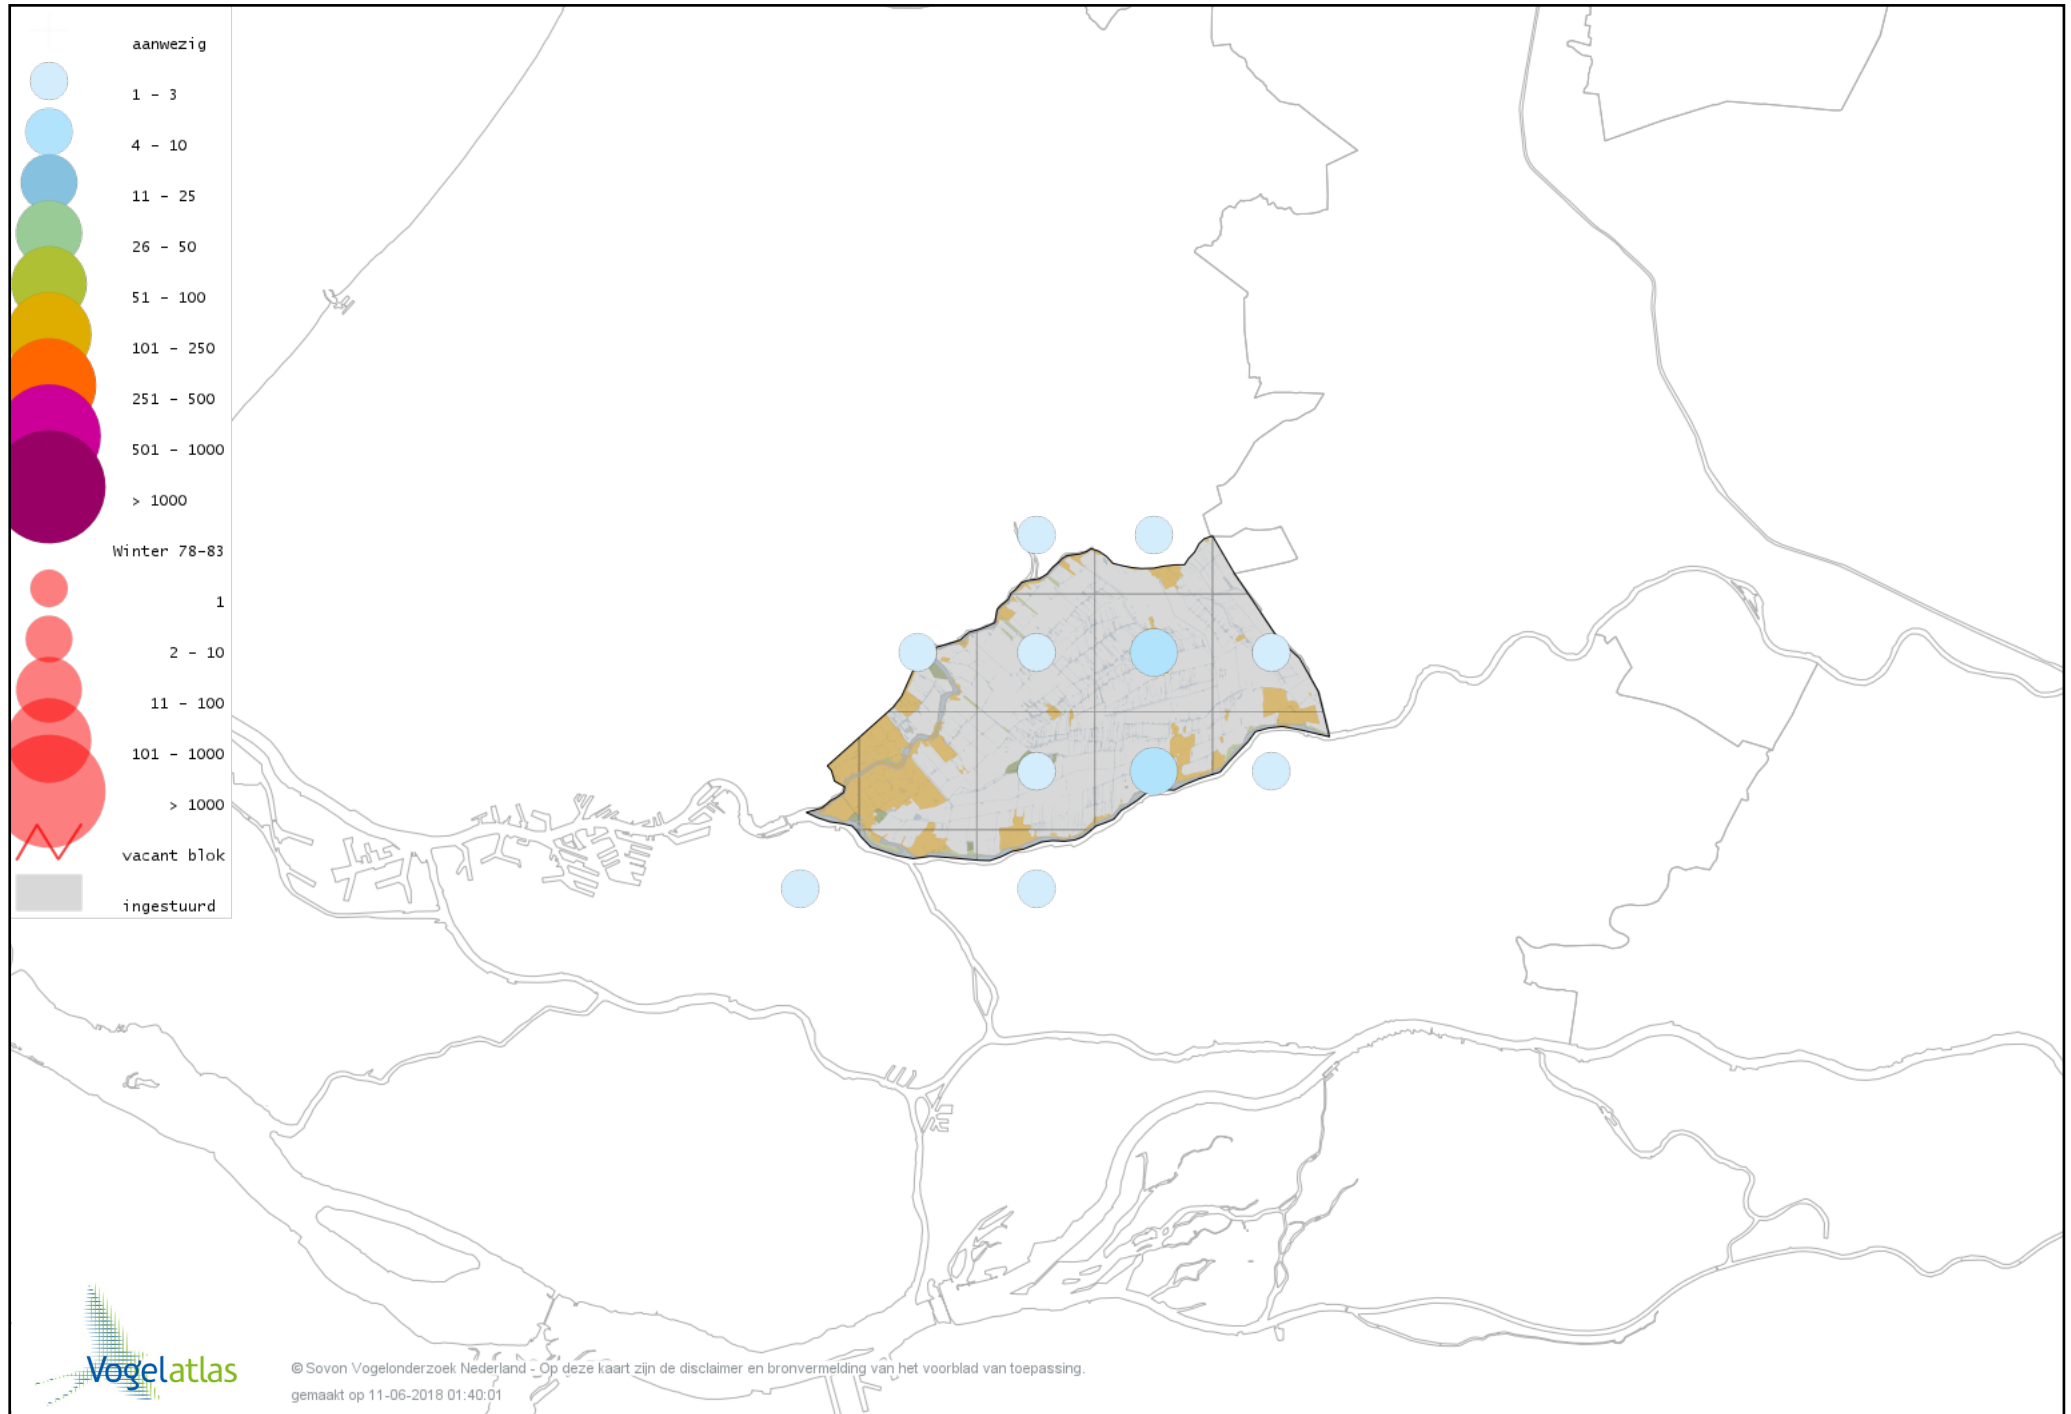 aanwezig
1 - 3
4 - 10
11 - 25
26 - 50
51 - 100
101 - 250
251 - 500
501 - 1000
> 1000
Winter 78-83
1
2 - 10
11 - 100
101 - 1000
> 1000
vacant blok
ingestuurd
Vogelatlas
© Sovon Vogelonderzoek Nederland - Op deze kaart zijn de disclaimer en bronvermelding van het voorblad van toepassing.
gemaakt op 11-06-2018 01:40:01